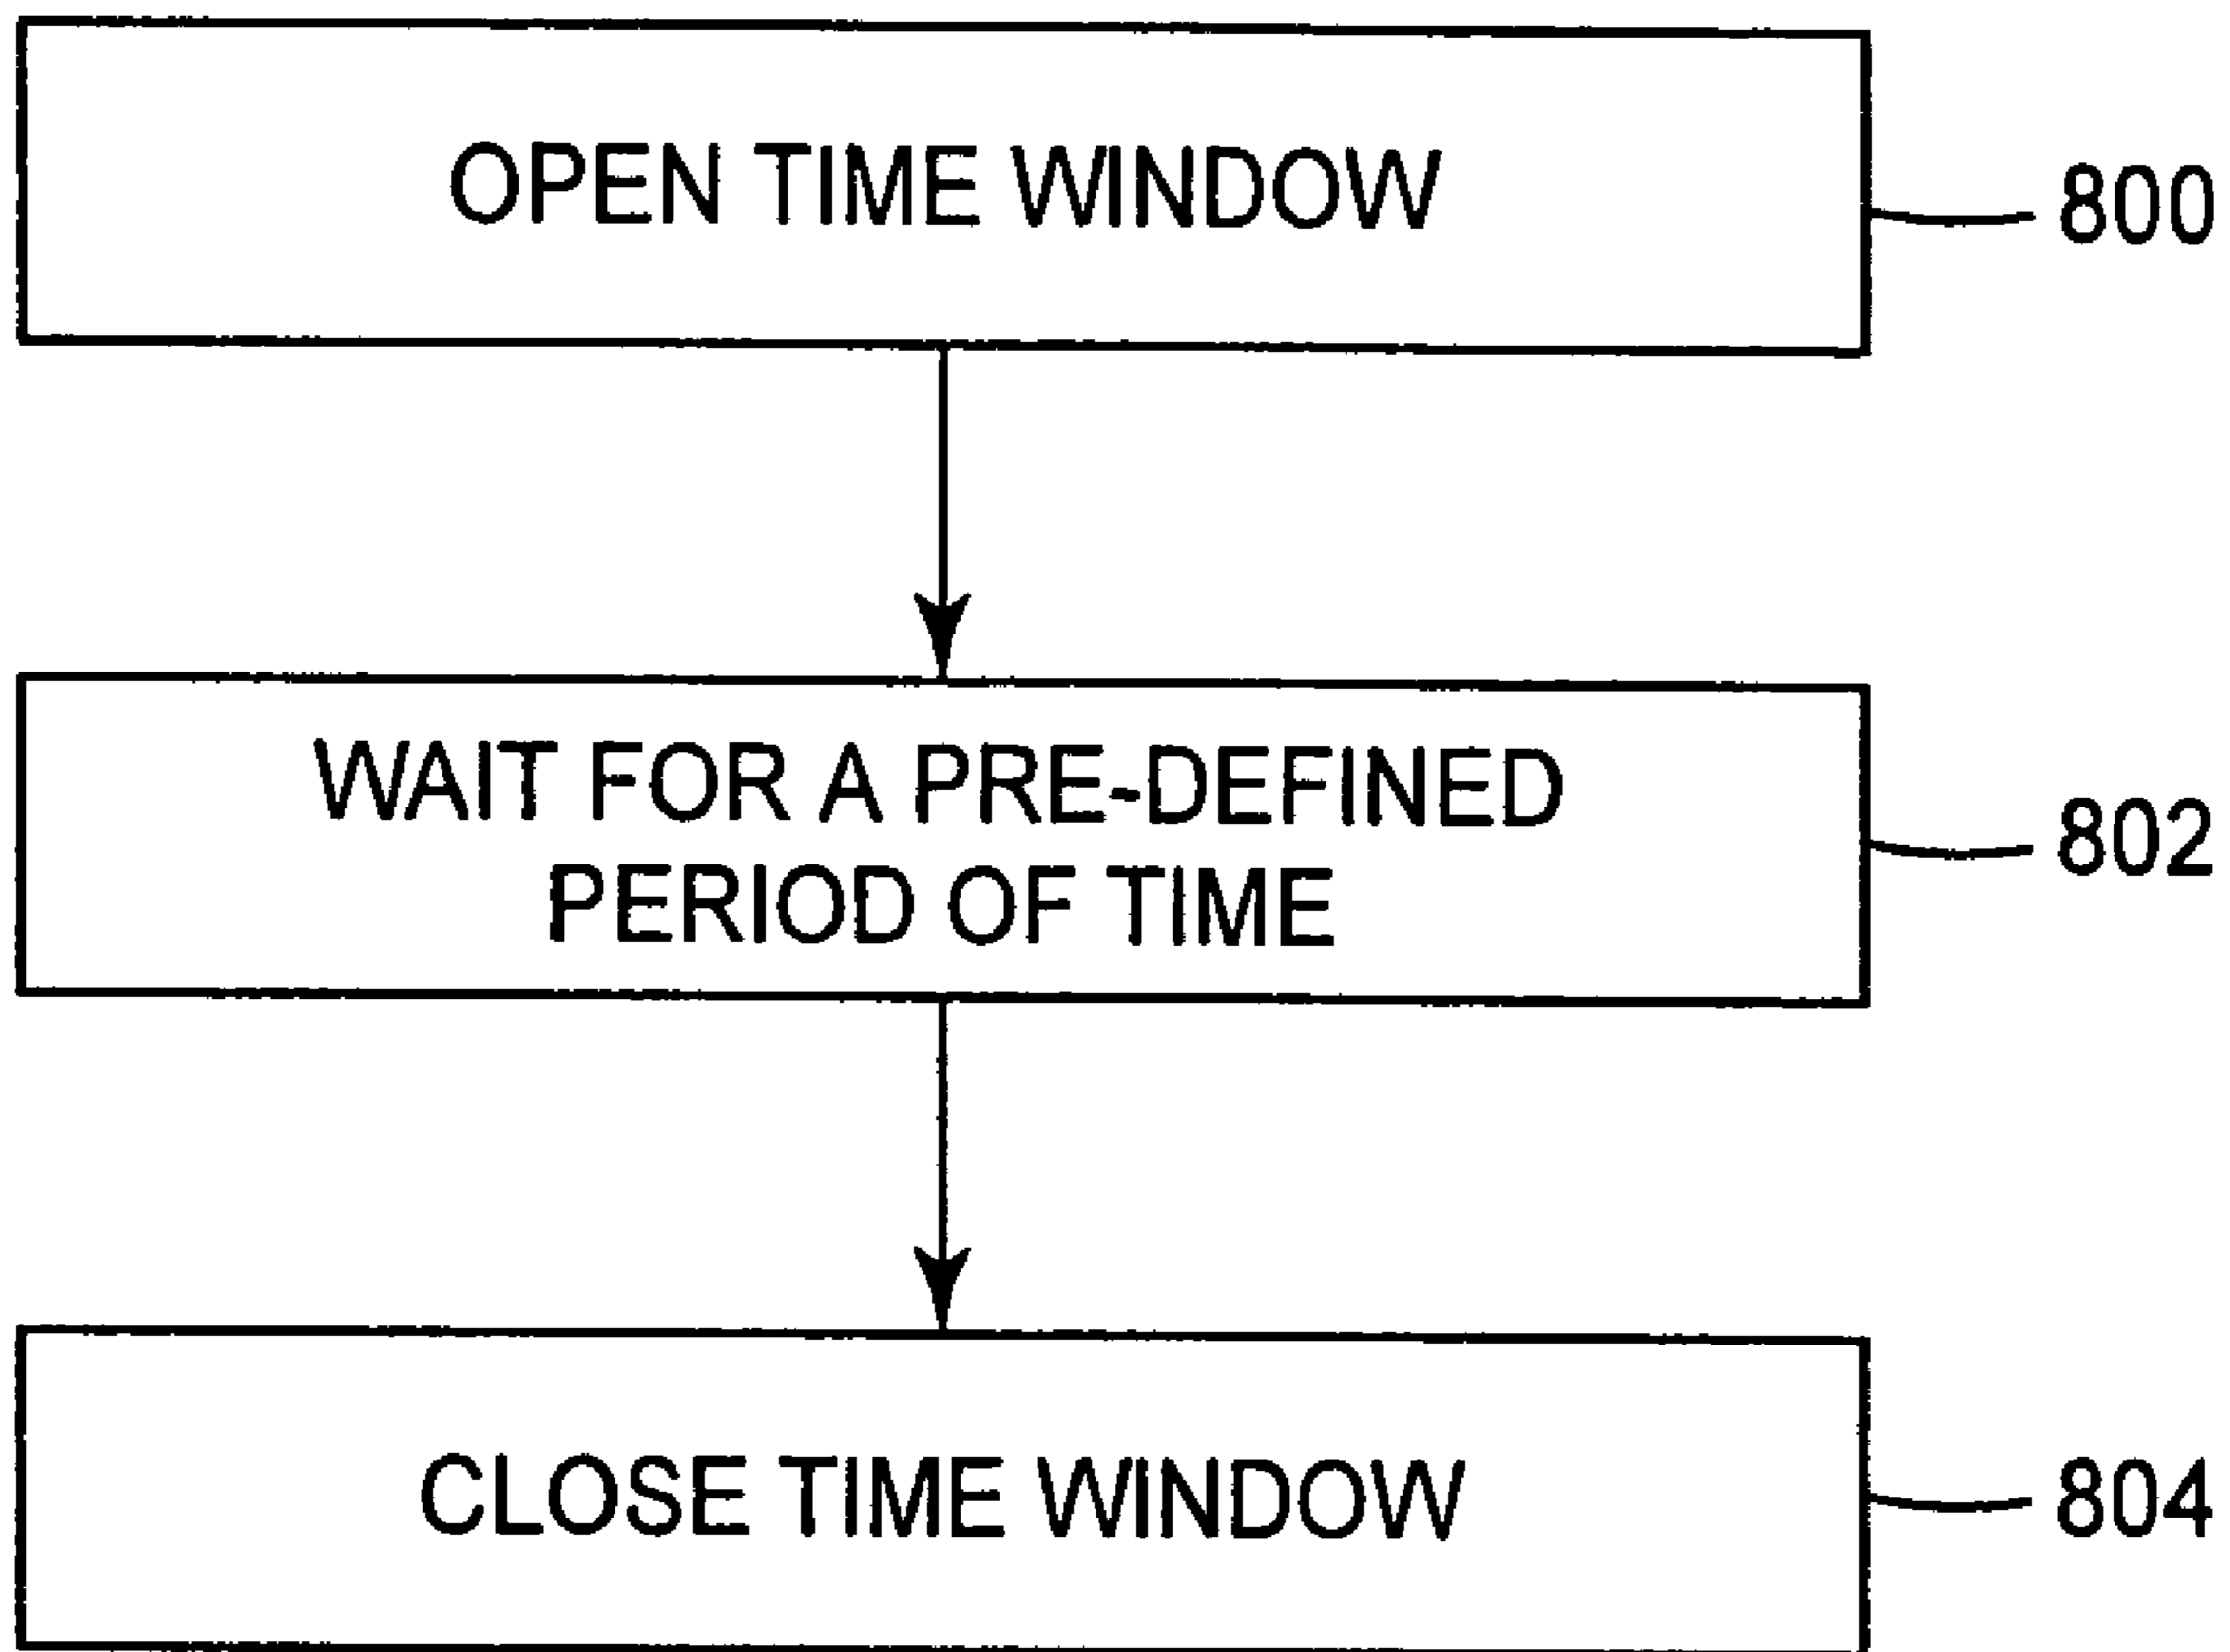 OPEN TIME WINDOW
800
WAIT FOR A PRE-DEFINED
PERIOD OF TIME
802
CLOSE TIME WINDOW
804